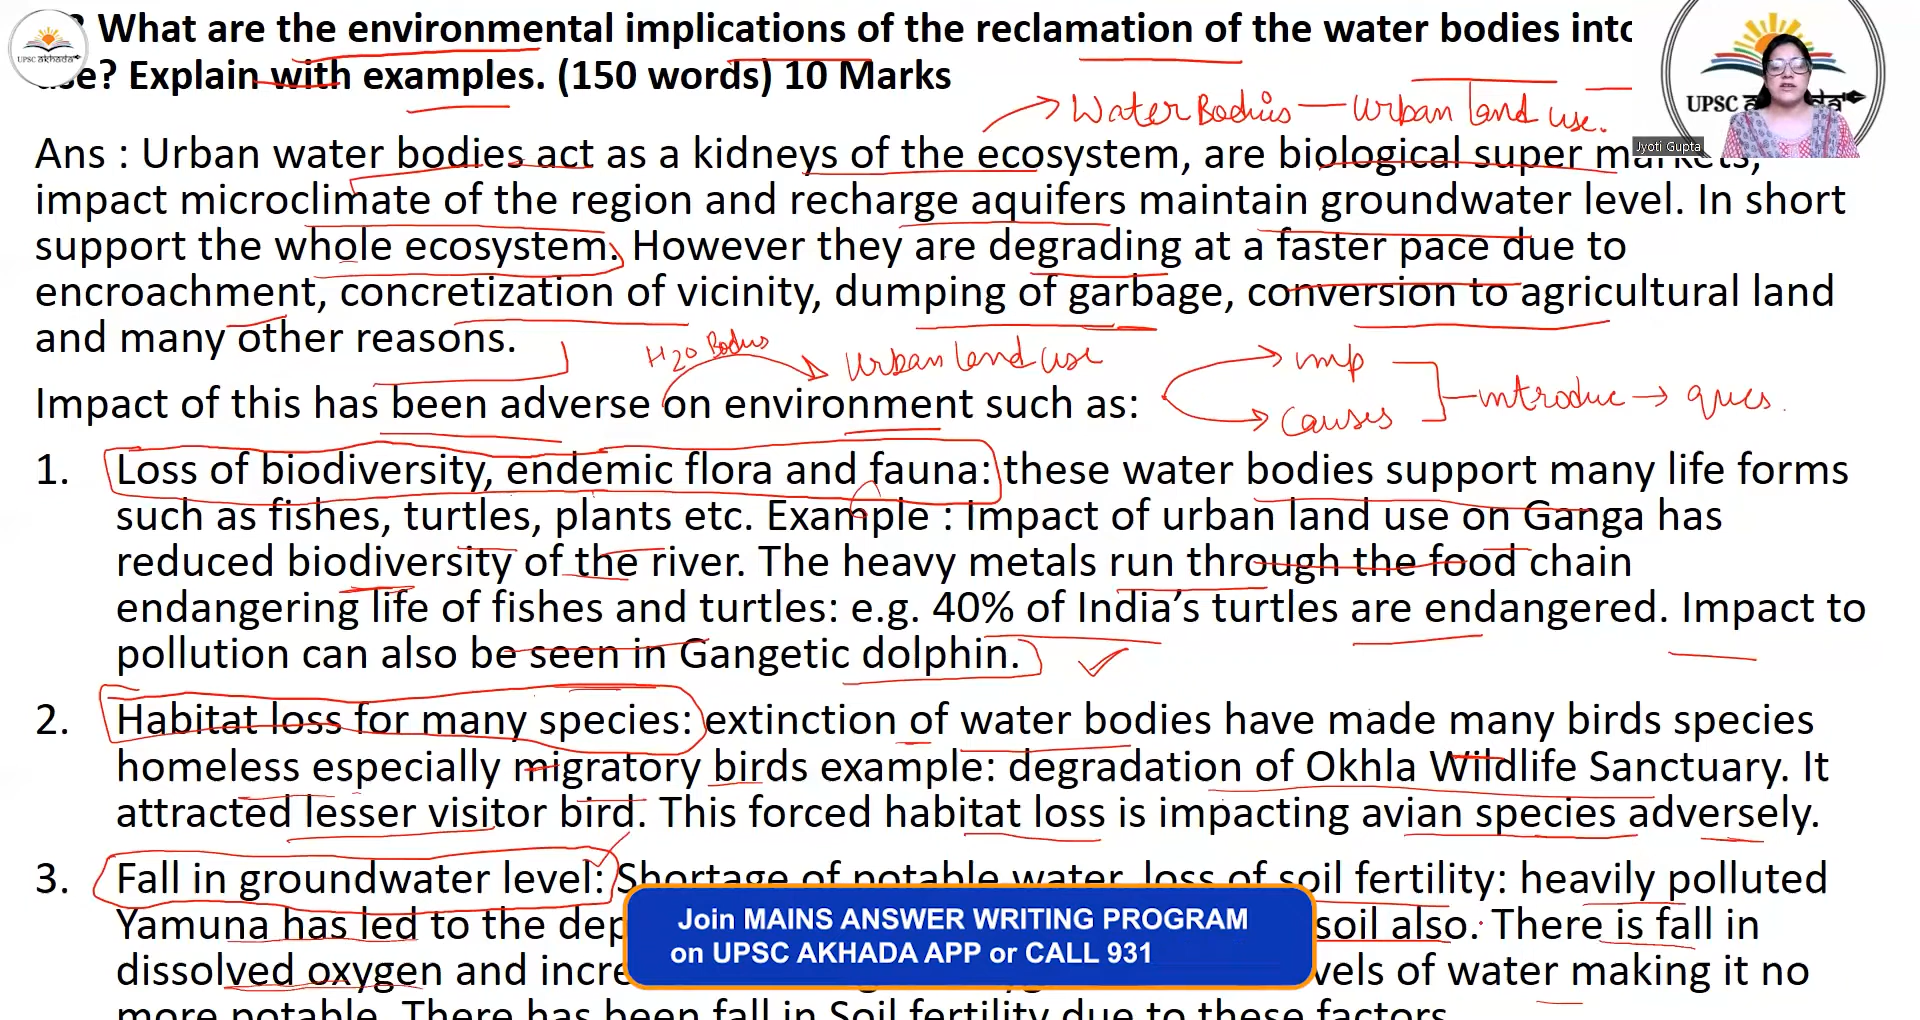 What are the environmental implications of the reclamation of the water bodies into
use? Explain with examples. (150 words) 10 Marks
UPSC akhada
UPSC
Jyoti Gupta
Water Bodies — Urban land use.
Ans : Urban water bodies act as a kidneys of the ecosystem, are biological super markets,
impact microclimate of the region and recharge aquifers maintain groundwater level. In short
support the whole ecosystem. However they are degrading at a faster pace due to
encroachment, concretization of vicinity, dumping of garbage, conversion to agricultural land
and many other reasons.
H2O Bodies → Urban land use
imp
causes
introduc → ques.
Impact of this has been adverse on environment such as:
1. Loss of biodiversity, endemic flora and fauna: these water bodies support many life forms
such as fishes, turtles, plants etc. Example : Impact of urban land use on Ganga has
reduced biodiversity of the river. The heavy metals run through the food chain
endangering life of fishes and turtles: e.g. 40% of India’s turtles are endangered. Impact to
pollution can also be seen in Gangetic dolphin.
2. Habitat loss for many species: extinction of water bodies have made many birds species
homeless especially migratory birds example: degradation of Okhla Wildlife Sanctuary. It
attracted lesser visitor bird. This forced habitat loss is impacting avian species adversely.
3. Fall in groundwater level: Shortage of potable water, loss of soil fertility: heavily polluted
Yamuna has led to the soil also. There is fall in
dissolved oxygen and levels of water making it no
more potable. There has been fall in Soil fertility due to these factors.
Join MAINS ANSWER WRITING PROGRAM
on UPSC AKHADA APP or CALL 931